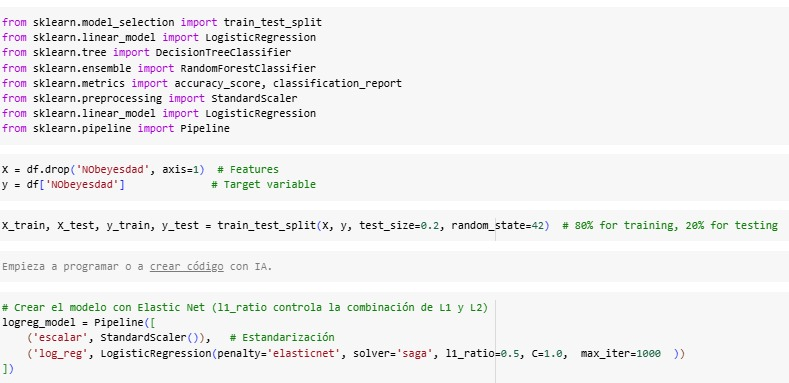 from sklearn.model_selection import train_test_split
from sklearn.linear_model import LogisticRegression
from sklearn.tree import DecisionTreeClassifier
from sklearn.ensemble import RandomForestClassifier
from sklearn.metrics import accuracy_score, classification_report
from sklearn.preprocessing import StandardScaler
from sklearn.linear_model import LogisticRegression
from sklearn.pipeline import Pipeline
X = df.drop('NObeyesdad', axis=1)  # Features
y = df['NObeyesdad']             # Target variable
X_train, X_test, y_train, y_test = train_test_split(X, y, test_size=0.2, random_state=42)  # 80% for training, 20% for testing
Empieza a programar o a crear código con IA.
# Crear el modelo con Elastic Net (l1_ratio controla la combinación de L1 y L2)
logreg_model = Pipeline([
    ('escalar', StandardScaler()),   # Estandarización
    ('log_reg', LogisticRegression(penalty='elasticnet', solver='saga', l1_ratio=0.5, C=1.0,  max_iter=1000  ))
])